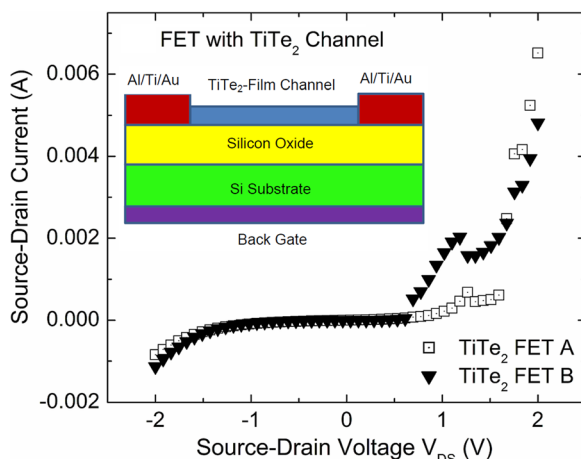 FET with TiTe₂ Channel
Al/Ti/Au
TiTe₂-Film Channel
Al/Ti/Au
Silicon Oxide
Si Substrate
Back Gate
Source-Drain Current (A)
0.006
0.004
0.002
0.000
-0.002
TiTe₂ FET A
TiTe₂ FET B
-2
-1
0
1
2
Source-Drain Voltage V_DS (V)